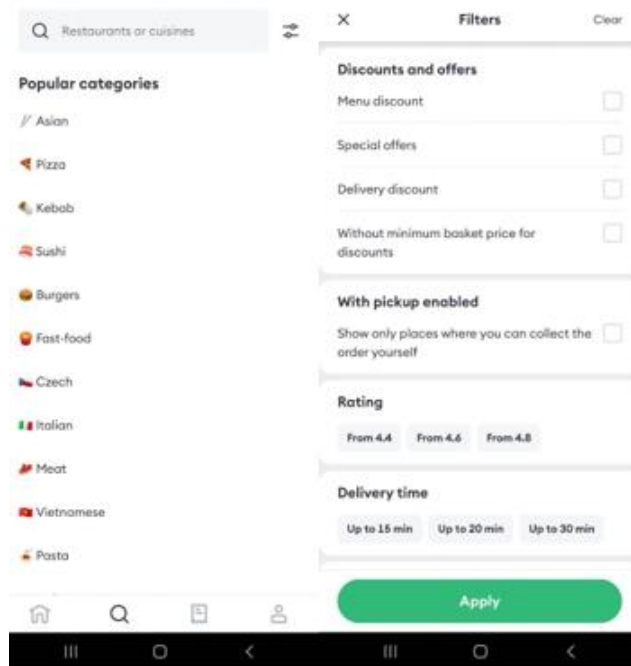 Restaurants or cuisines
Popular categories
Asian
Pizza
Kebab
Sushi
Burgers
Fast-food
Czech
Italian
Meat
Vietnamese
Pasta
Filters
Clear
Discounts and offers
Menu discount
Special offers
Delivery discount
Without minimum basket price for
discounts
With pickup enabled
Show only places where you can collect the
order yourself
Rating
From 4.4 From 4.6 From 4.8
Delivery time
Up to 15 min Up to 20 min Up to 30 min
Apply